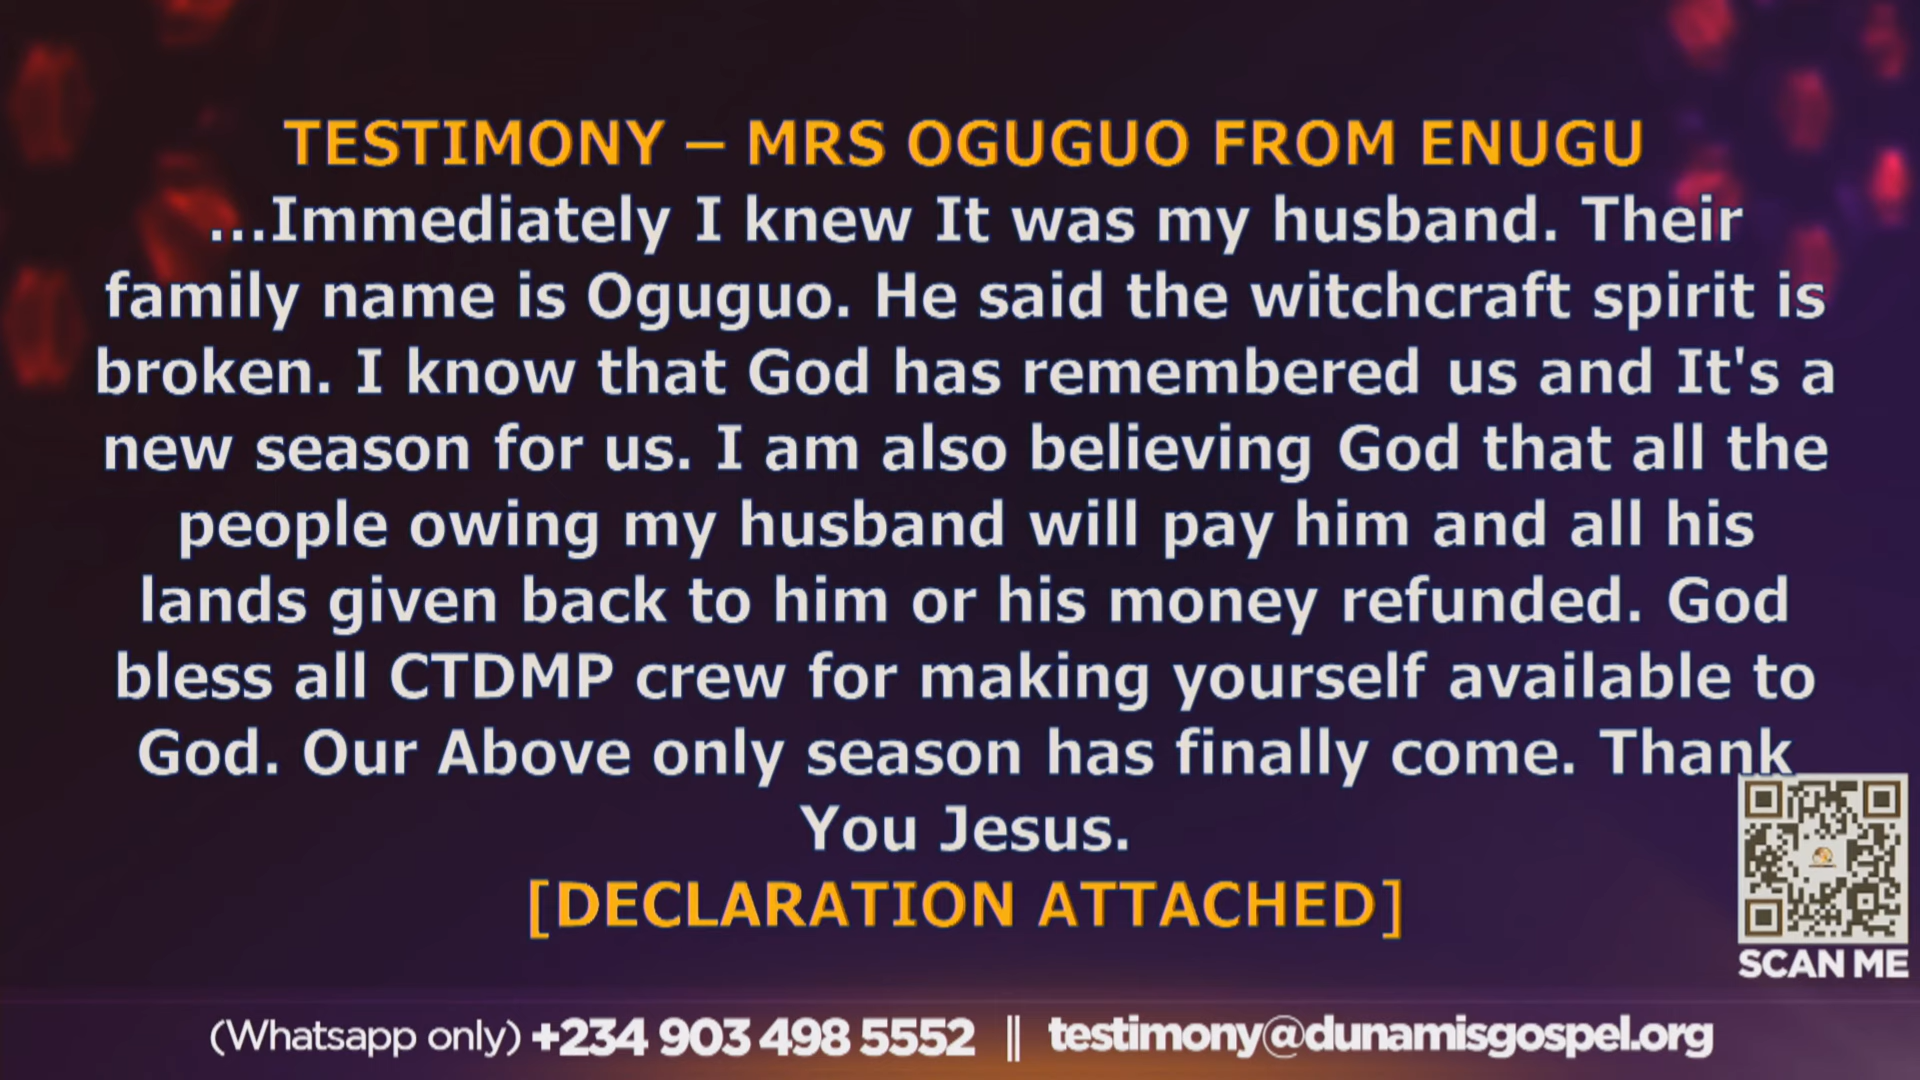 TESTIMONY – MRS OGUGUO FROM ENUGU
...Immediately I knew It was my husband. Their
family name is Oguguo. He said the witchcraft spirit is
broken. I know that God has remembered us and It's a
new season for us. I am also believing God that all the
people owing my husband will pay him and all his
lands given back to him or his money refunded. God
bless all CTDMP crew for making yourself available to
God. Our Above only season has finally come. Thank
You Jesus.
[DECLARATION ATTACHED]
SCAN ME
(Whatsapp only) +234 903 498 5552 || testimony@dunamisgospel.org